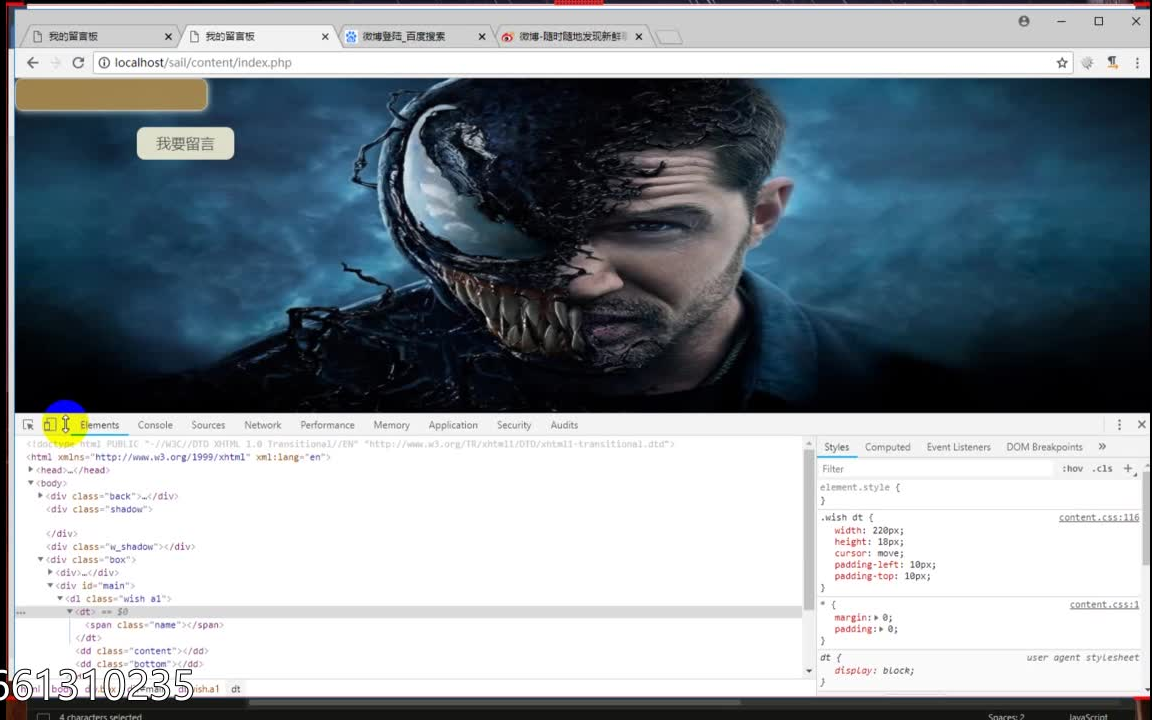 我的留言板
我的留言板
微博登陆_百度搜索
微博-随时随地发现新鲜
localhost/sail/content/index.php
我要留言
Elements Console Sources Network Performance Memory Application Security Audits
<!doctype html PUBLIC "-//W3C//DTD XHTML 1.0 Transitional//EN" "http://www.w3.org/TR/xhtml1/DTD/xhtml1-transitional.dtd">
<html xmlns="http://www.w3.org/1999/xhtml" xml:lang="en">
<head>…</head>
<body>
<div class="back">…</div>
<div class="shadow">
</div>
<div class="w_shadow"></div>
<div class="box">
<div>…</div>
<div id="main">
<dl class="wish a1">
<dt> == $0
<span class="name"></span>
</dt>
<dd class="content"></dd>
<dd class="bottom"></dd>
html body div.box div#main dl.wish.a1 dt
Styles Computed Event Listeners DOM Breakpoints »
Filter :hov .cls +
element.style {
}
.wish dt { content.css:116
width: 220px;
height: 18px;
cursor: move;
padding-left: 10px;
padding-top: 10px;
}
* { content.css:1
margin: 0;
padding: 0;
}
dt { user agent stylesheet
display: block;
}
661310235
4 characters selected
Spaces: 2 JavaScript